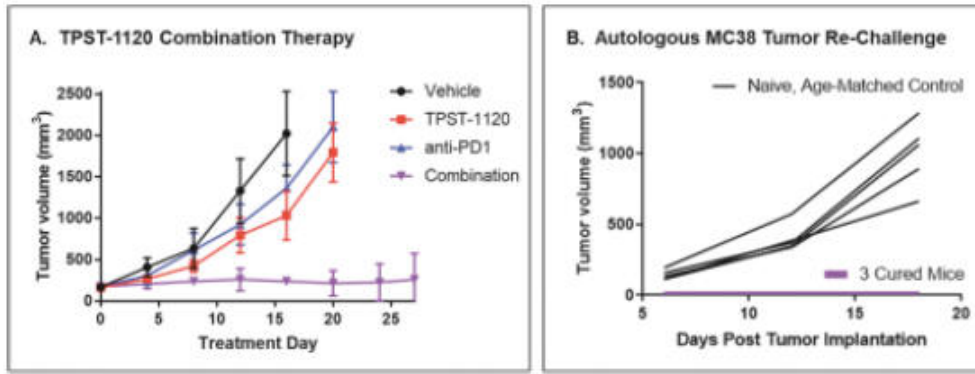 A. TPST-1120 Combination Therapy
Tumor volume (mm³)
2500
2000
1500
1000
500
0
0 5 10 15 20 25
Treatment Day
Vehicle
TPST-1120
anti-PD1
Combination
B. Autologous MC38 Tumor Re-Challenge
Tumor volume (mm³)
1500
1000
500
0
5 10 15 20
Days Post Tumor Implantation
Naive, Age-Matched Control
3 Cured Mice